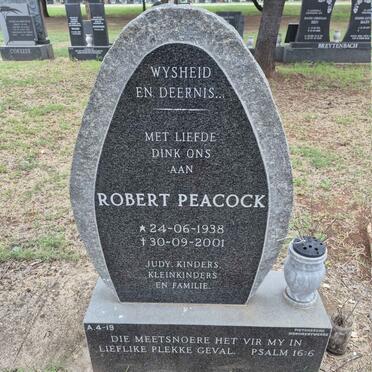 WYSHEID
EN DEERNIS...
MET LIEFDE
DINK ONS
AAN
ROBERT PEACOCK
★ 24-06-1938
† 30-09-2001
JUDY, KINDERS,
KLEINKINDERS
EN FAMILIE.
A.4-19
DIE MEETSNOERE HET VIR MY IN
LIEFLIKE PLEKKE GEVAL. PSALM 16:6
COETZEE
BREYTENBACH